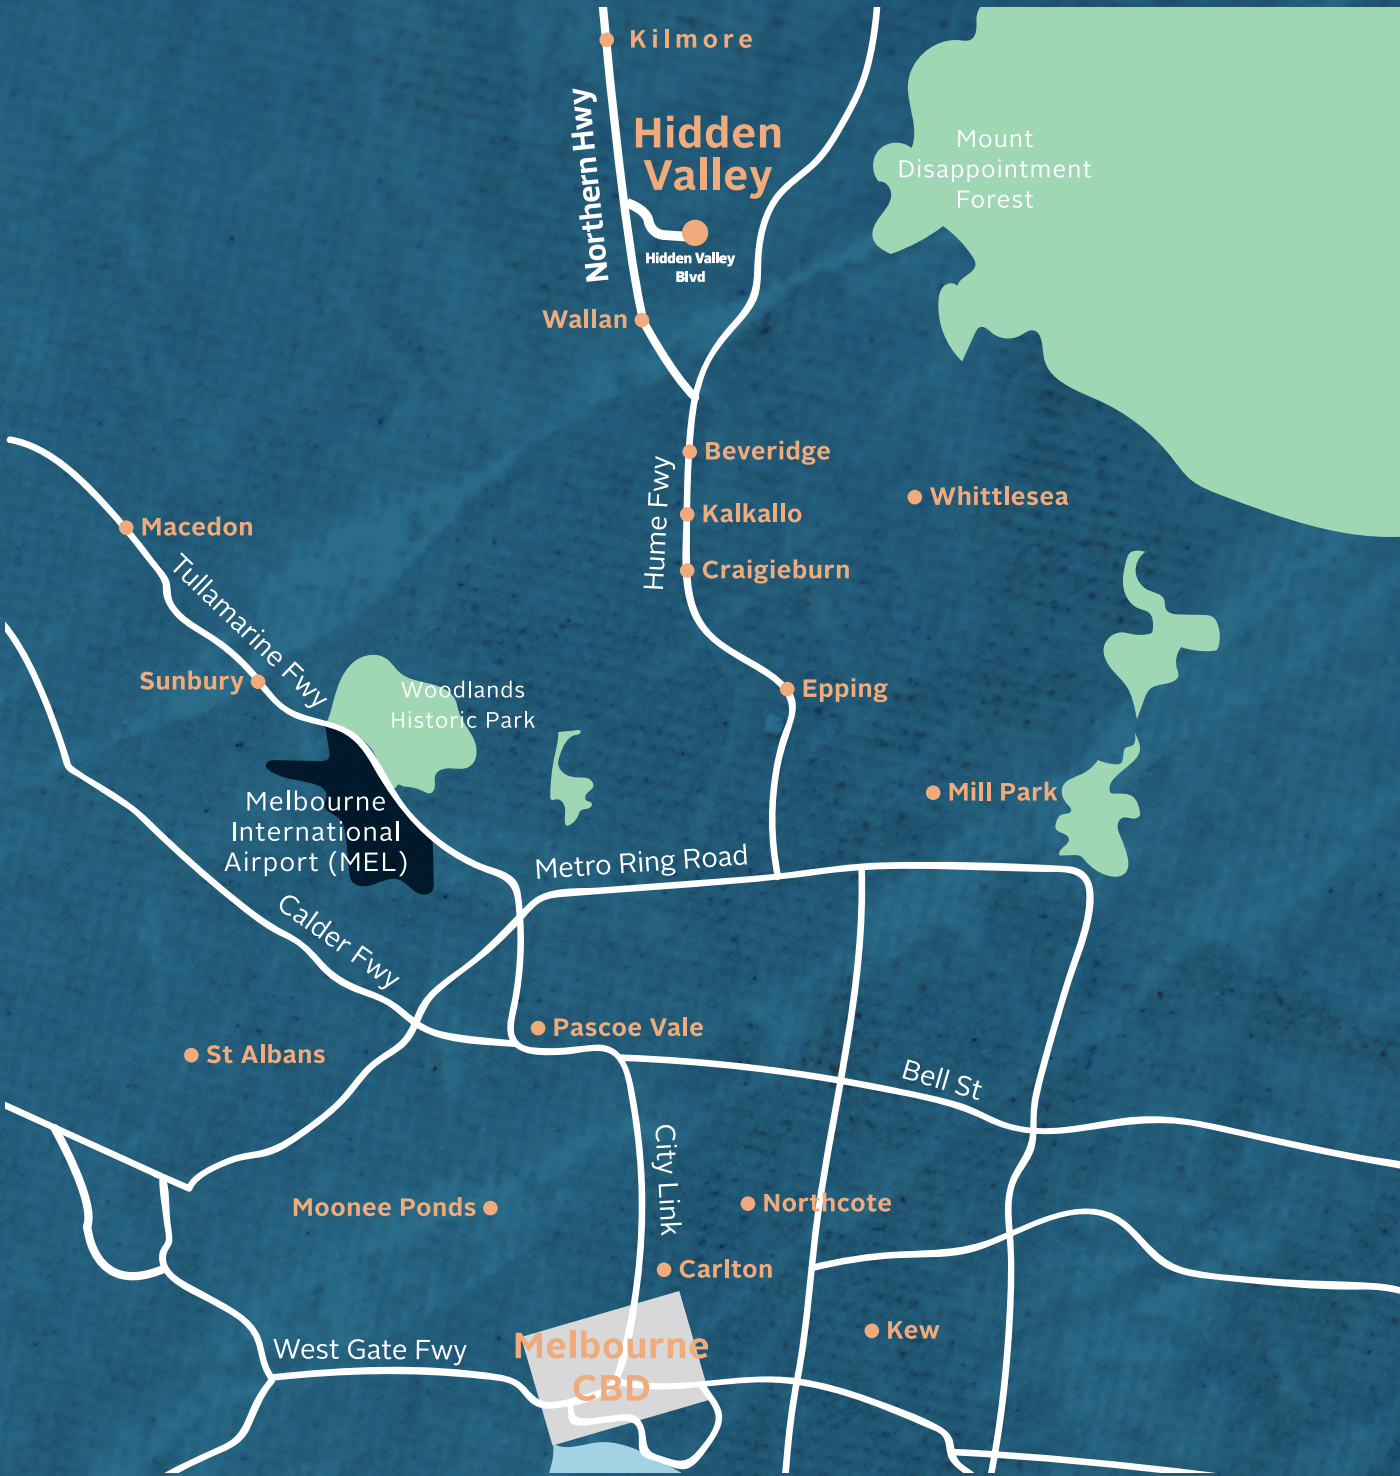 Kilmore
Northern Hwy
Hidden
Valley
Mount
Disappointment
Forest
Hidden Valley
Blvd
Wallan
Beveridge
Hume Fwy
Whittlesea
Kalkallo
Macedon
Craigieburn
Tullamarine Fwy
Sunbury
Woodlands
Historic Park
Epping
Mill Park
Melbourne
International
Airport (MEL)
Metro Ring Road
Calder Fwy
Pascoe Vale
St Albans
Bell St
City Link
Moonee Ponds
Northcote
Carlton
Kew
West Gate Fwy
Melbourne
CBD